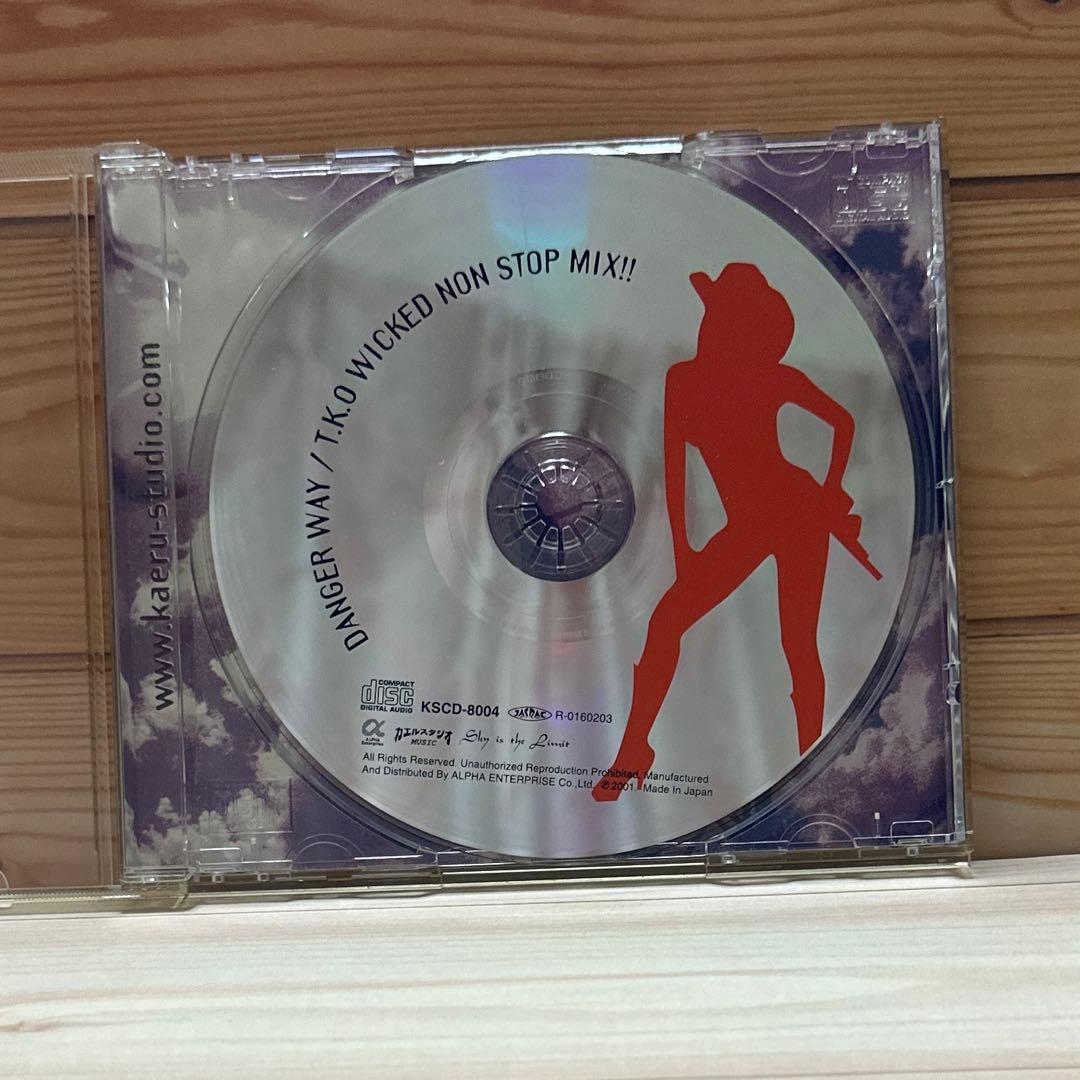 DANGER WAY / T.K.O WICKED NON STOP MIX!!
www.kaeru-studio.com
COMPACT
disc
DIGITAL AUDIO
KSCD-8004 JASRAC R-0160203
α
ALPHA
Enterprise
カエルスタジオ
MUSIC
Sky is the Limit
All Rights Reserved. Unauthorized Reproduction Prohibited, Manufactured
And Distributed By ALPHA ENTERPRISE Co.,Ltd. ℗2001 Made In Japan